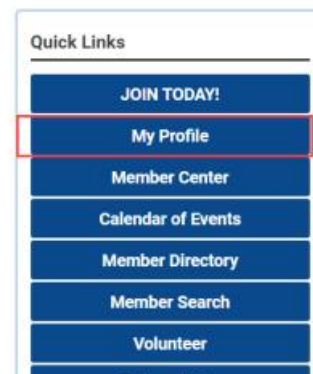 Quick Links
JOIN TODAY!
My Profile
Member Center
Calendar of Events
Member Directory
Member Search
Volunteer